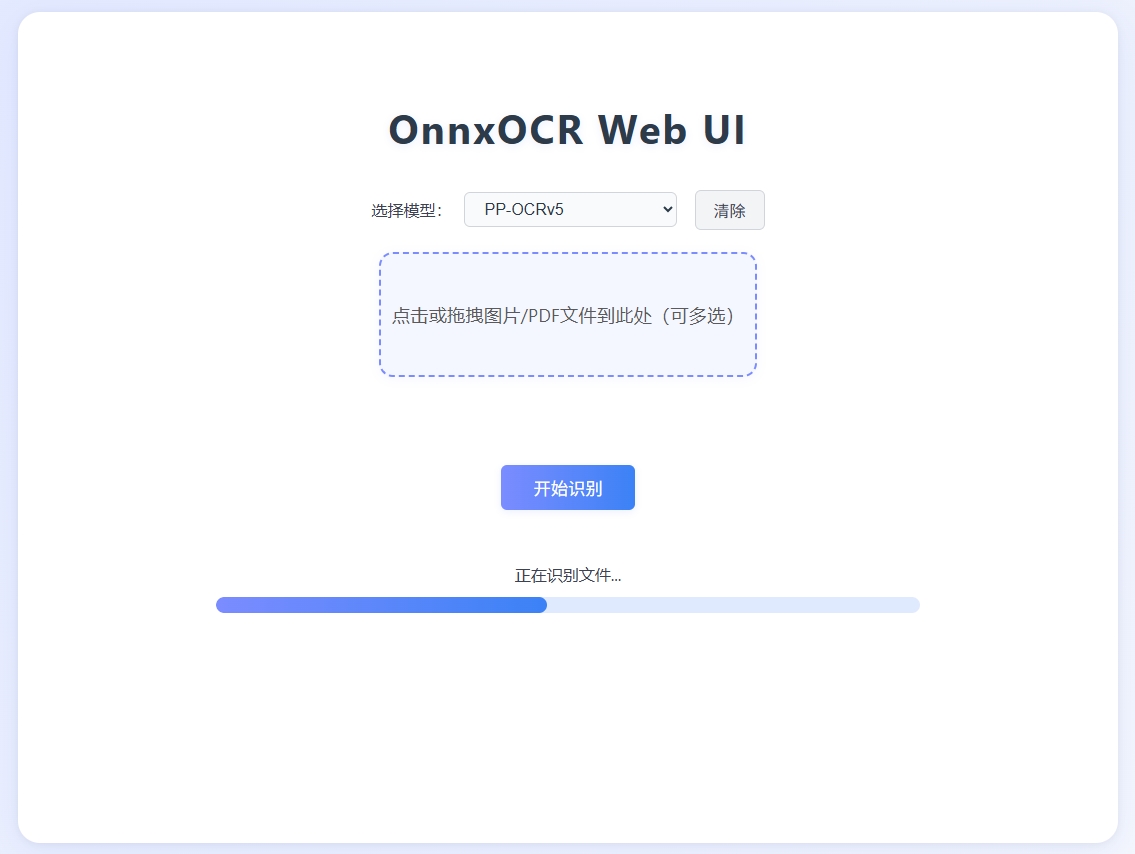 OnnxOCR Web UI
选择模型： PP-OCRv5 清除
点击或拖拽图片/PDF文件到此处（可多选）
开始识别
正在识别文件...